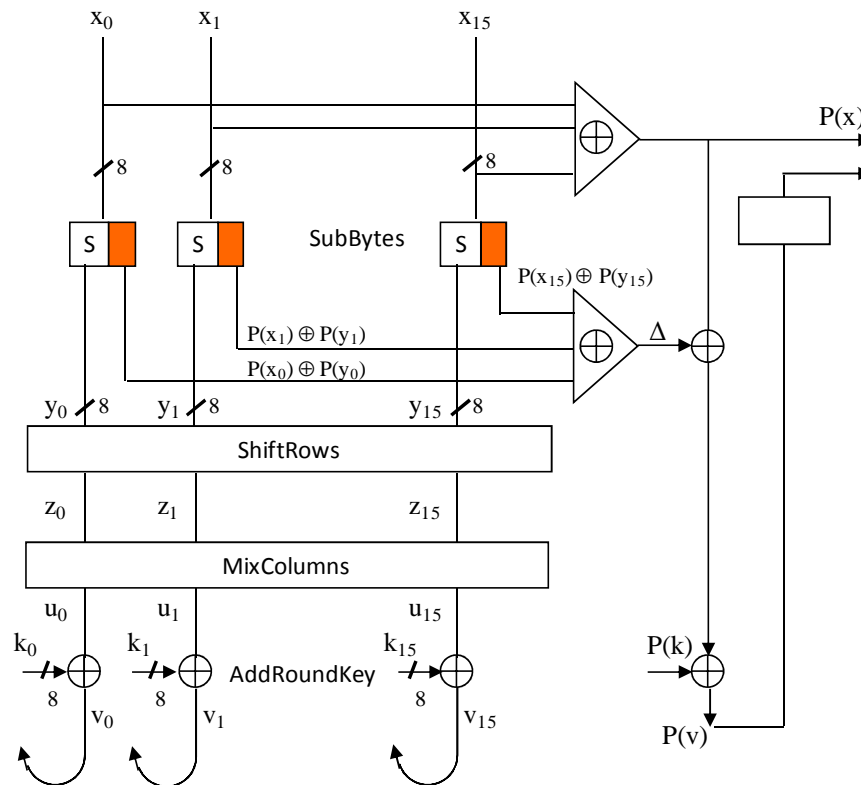 x₀ x₁ x₁₅
P(x)
8 8 8
S S SubBytes S
P(x₁₅) ⊕ P(y₁₅)
P(x₁) ⊕ P(y₁)
Δ
P(x₀) ⊕ P(y₀)
y₀ 8 y₁ 8 y₁₅ 8
ShiftRows
z₀ z₁ z₁₅
MixColumns
u₀ u₁ u₁₅
k₀ k₁ k₁₅ P(k)
AddRoundKey
8 8 8
v₀ v₁ v₁₅ P(v)